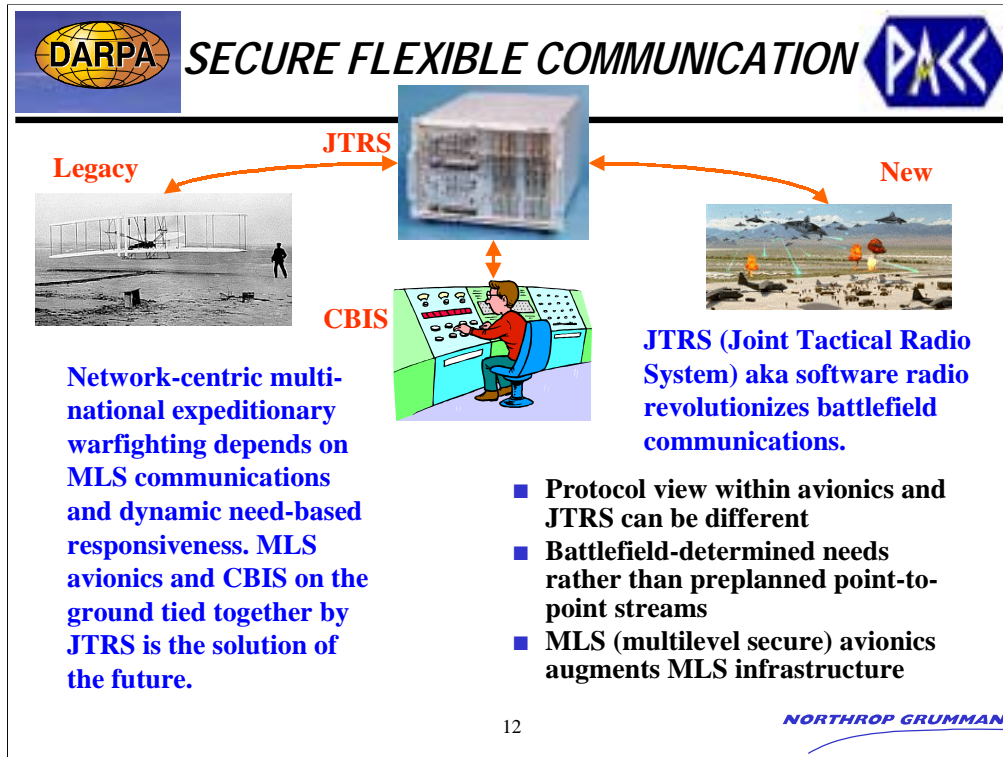 DARPA
SECURE FLEXIBLE COMMUNICATION
PACC
JTRS
Legacy
New
CBIS
Network-centric multi-
national expeditionary
warfighting depends on
MLS communications
and dynamic need-based
responsiveness. MLS
avionics and CBIS on the
ground tied together by
JTRS is the solution of
the future.
JTRS (Joint Tactical Radio
System) aka software radio
revolutionizes battlefield
communications.
Protocol view within avionics and
JTRS can be different
Battlefield-determined needs
rather than preplanned point-to-
point streams
MLS (multilevel secure) avionics
augments MLS infrastructure
12
NORTHROP GRUMMAN